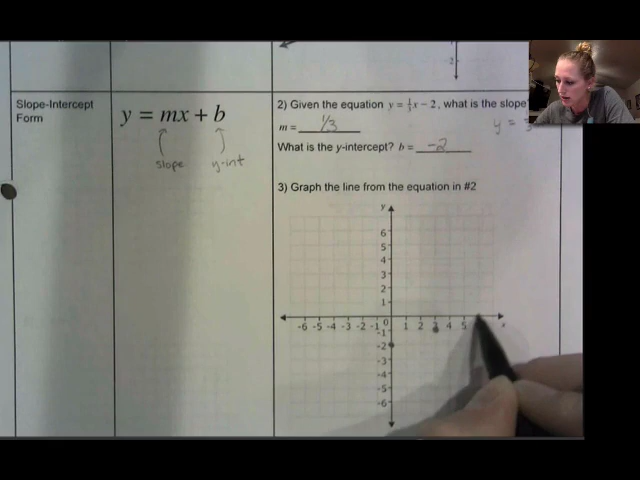 -2
Slope-Intercept
Form
y = mx + b
slope
y-int
2) Given the equation y = 1/3 x − 2, what is the slope
m = 1/3
y =
What is the y-intercept? b = -2
3) Graph the line from the equation in #2
y
6
5
4
3
2
1
-6 -5 -4 -3 -2 -1 0 1 2 3 4 5
x
-1
-2
-3
-4
-5
-6